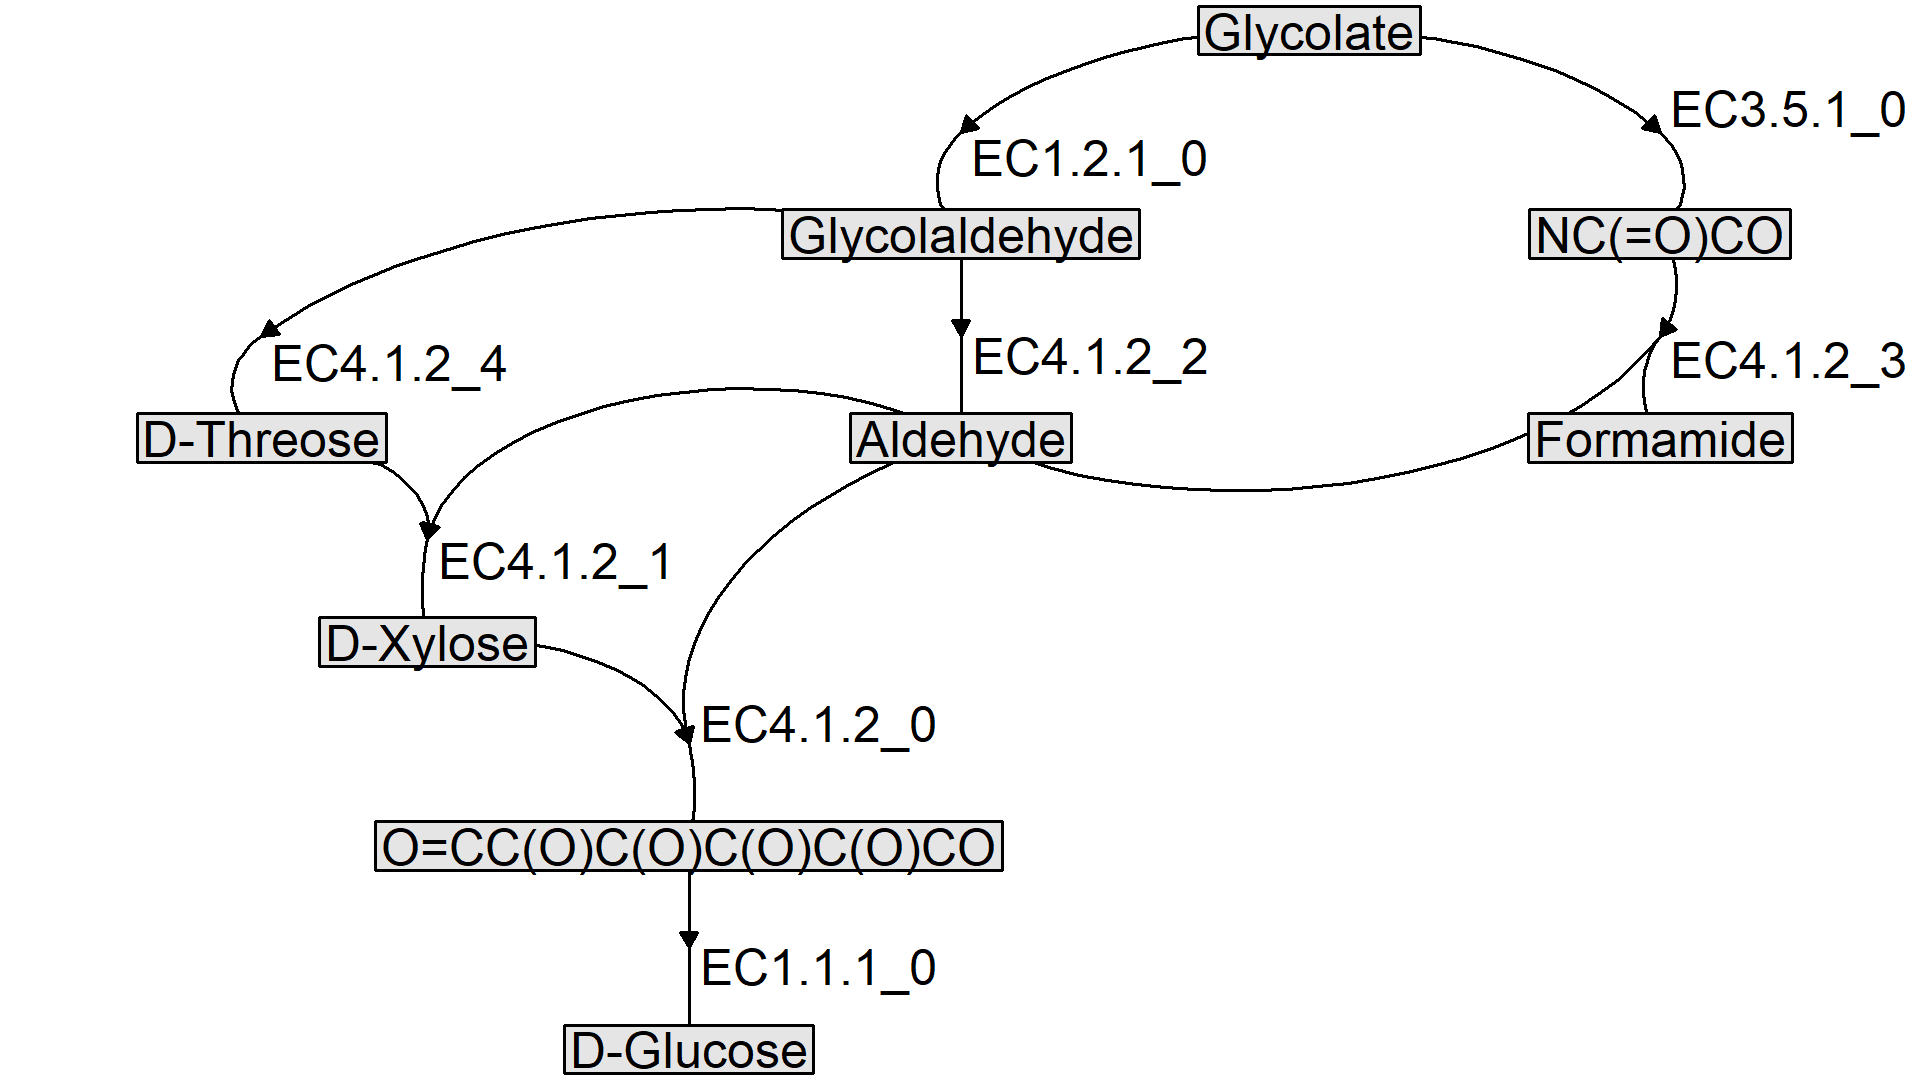 Glycolate
EC3.5.1_0
EC1.2.1_0
Glycolaldehyde
NC(=O)CO
EC4.1.2_4
EC4.1.2_2
EC4.1.2_3
D-Threose
Aldehyde
Formamide
EC4.1.2_1
D-Xylose
EC4.1.2_0
O=CC(O)C(O)C(O)C(O)CO
EC1.1.1_0
D-Glucose